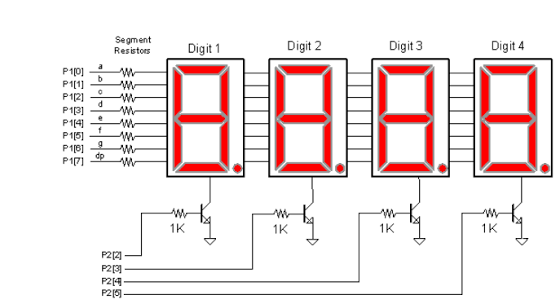 Segment
Resistors
Digit 1
Digit 2
Digit 3
Digit 4
P1[0] a
P1[1] b
P1[2] c
P1[3] d
P1[4] e
P1[5] f
P1[6] g
P1[7] dp
1K
1K
1K
1K
P2[2]
P2[3]
P2[4]
P2[5]